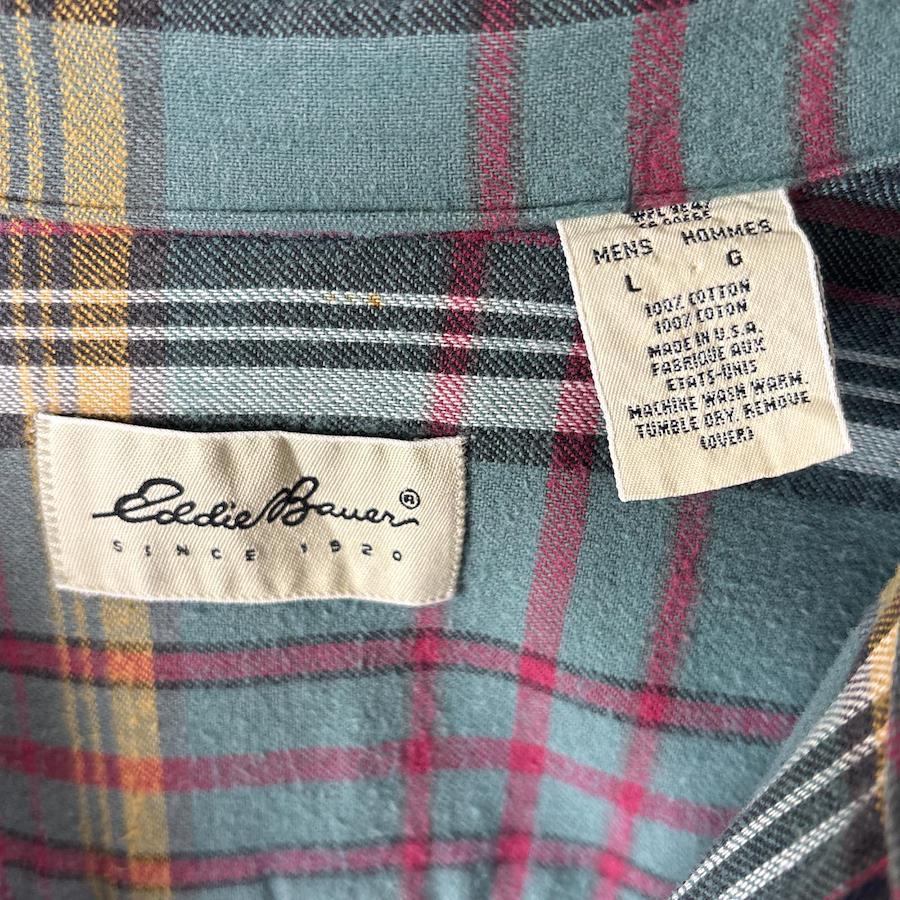 Eddie Bauer®
SINCE 1920
MENS HOMMES
L G
100% COTTON
100% COTON
MADE IN U.S.A.
FABRIQUE AUX
ETATS-UNIS
MACHINE WASH WARM.
TUMBLE DRY. REMOVE
(OVER)